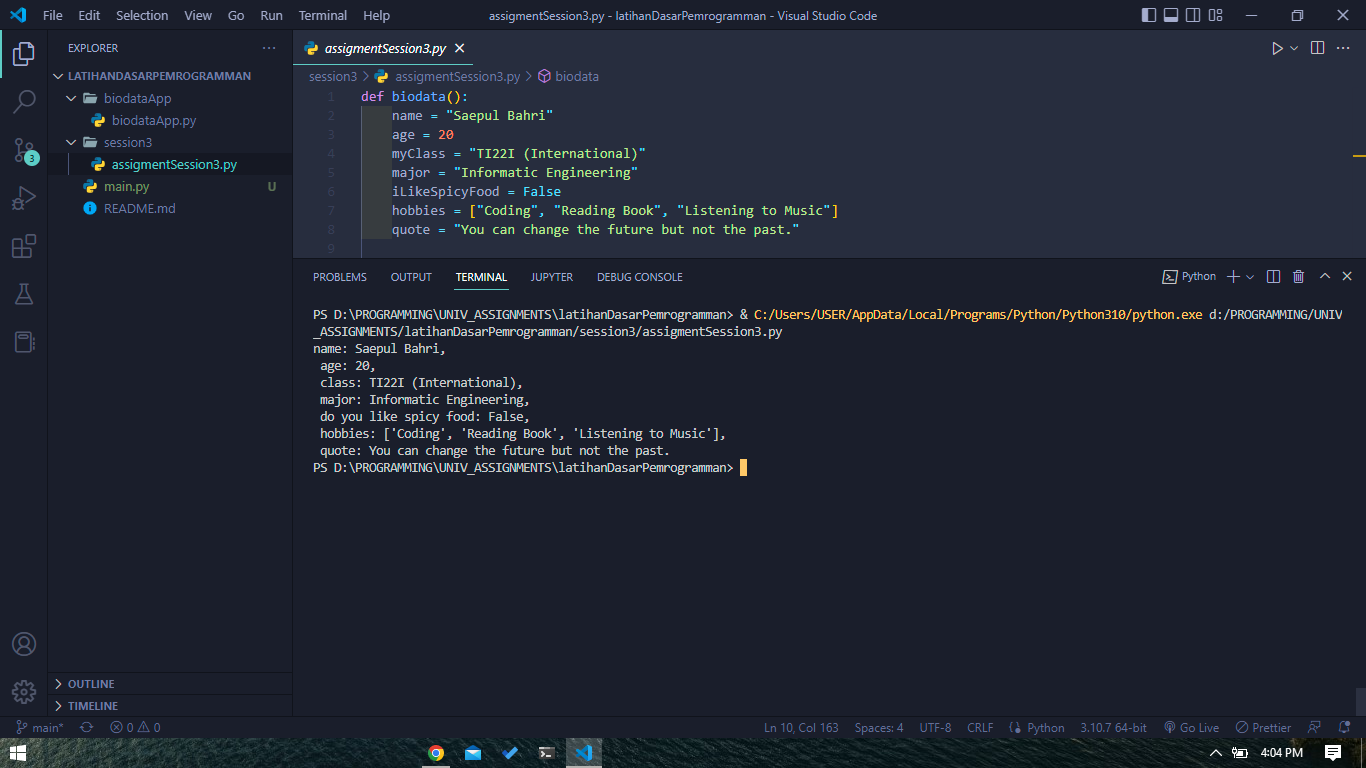 File Edit Selection View Go Run Terminal Help assigmentSession3.py - latihanDasarPemrogramman - Visual Studio Code
EXPLORER
LATIHANDASARPEMROGRAMMAN
biodataApp
biodataApp.py
session3
assigmentSession3.py
main.py U
README.md
3
OUTLINE
TIMELINE
assigmentSession3.py
session3 > assigmentSession3.py > biodata
1 def biodata():
2 name = "Saepul Bahri"
3 age = 20
4 myClass = "TI22I (International)"
5 major = "Informatic Engineering"
6 iLikeSpicyFood = False
7 hobbies = ["Coding", "Reading Book", "Listening to Music"]
8 quote = "You can change the future but not the past."
9
PROBLEMS OUTPUT TERMINAL JUPYTER DEBUG CONSOLE Python
PS D:\PROGRAMMING\UNIV_ASSIGNMENTS\latihanDasarPemrogramman> & C:/Users/USER/AppData/Local/Programs/Python/Python310/python.exe d:/PROGRAMMING/UNIV
_ASSIGNMENTS/latihanDasarPemrogramman/session3/assigmentSession3.py
name: Saepul Bahri,
age: 20,
class: TI22I (International),
major: Informatic Engineering,
do you like spicy food: False,
hobbies: ['Coding', 'Reading Book', 'Listening to Music'],
quote: You can change the future but not the past.
PS D:\PROGRAMMING\UNIV_ASSIGNMENTS\latihanDasarPemrogramman>
main* 0 0 Ln 10, Col 163 Spaces: 4 UTF-8 CRLF Python 3.10.7 64-bit Go Live Prettier
4:04 PM